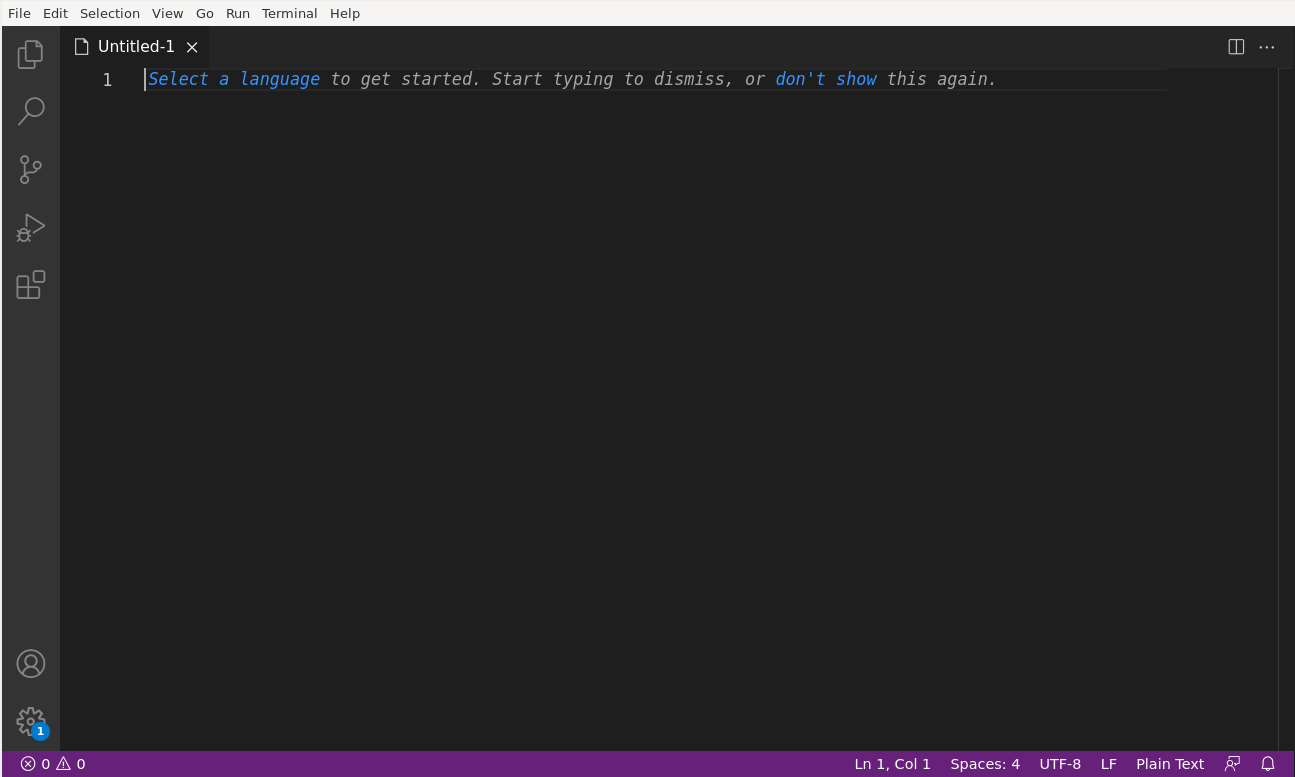 File Edit Selection View Go Run Terminal Help
Untitled-1
1 Select a language to get started. Start typing to dismiss, or don't show this again.
1
0 0 Ln 1, Col 1 Spaces: 4 UTF-8 LF Plain Text